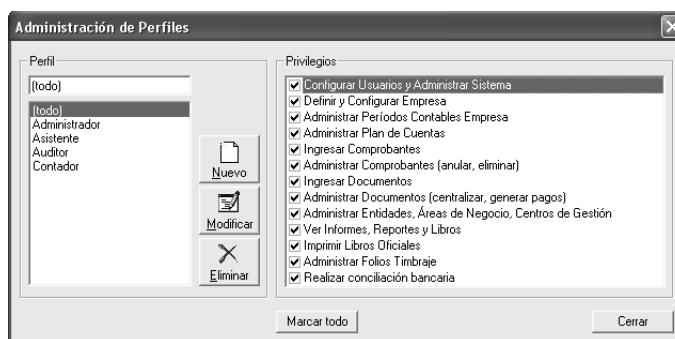 Administración de Perfiles
Perfil
(todo)
(todo)
Administrador
Asistente
Auditor
Contador
Nuevo
Modificar
Eliminar
Privilegios
Configurar Usuarios y Administrar Sistema
Definir y Configurar Empresa
Administrar Períodos Contables Empresa
Administrar Plan de Cuentas
Ingresar Comprobantes
Administrar Comprobantes (anular, eliminar)
Ingresar Documentos
Administrar Documentos (centralizar, generar pagos)
Administrar Entidades, Áreas de Negocio, Centros de Gestión
Ver Informes, Reportes y Libros
Imprimir Libros Oficiales
Administrar Folios Timbraje
Realizar conciliación bancaria
Marcar todo
Cerrar